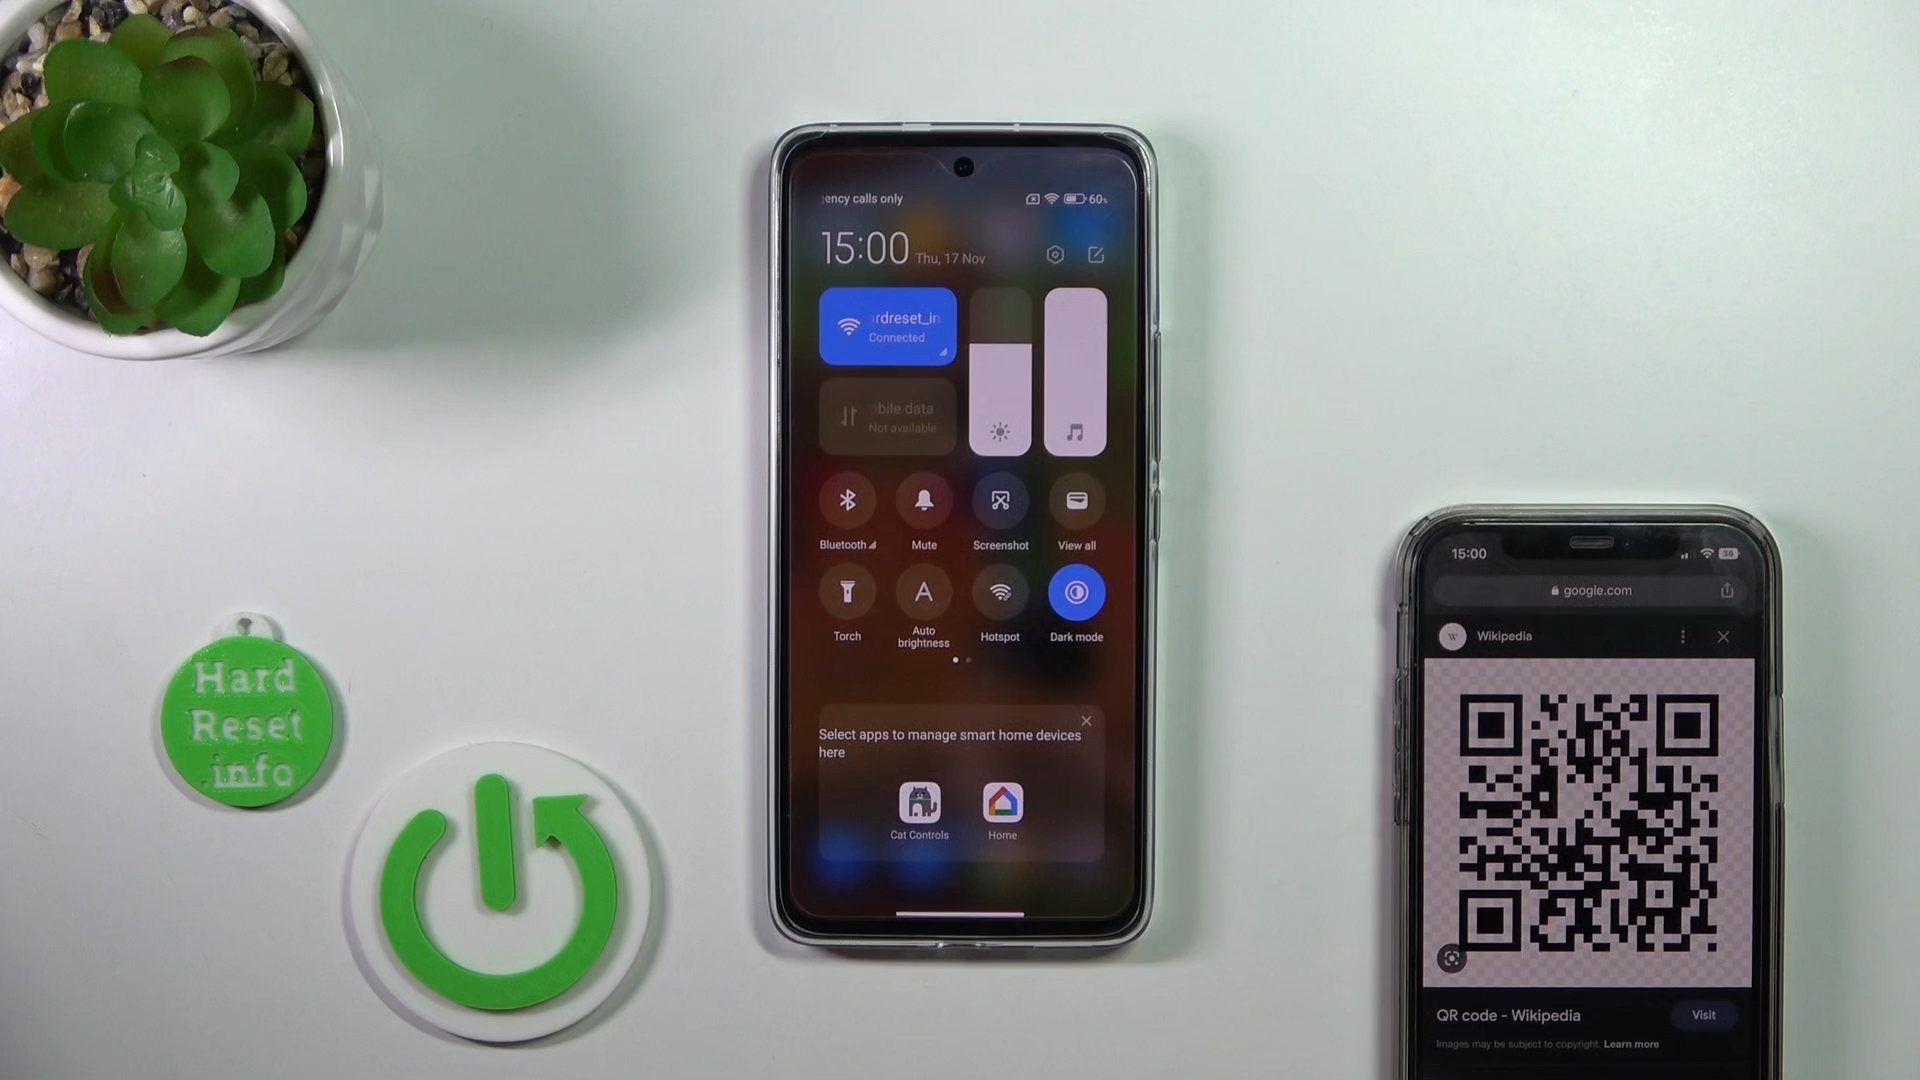 ency calls only
60%
15:00
Thu, 17 Nov
rdreset_in
Connected
bile data
Not available
Bluetooth
Mute
Screenshot
View all
Torch
A
Auto
brightness
Hotspot
Dark mode
Select apps to manage smart home devices
here
Cat Controls
Home
Hard
Reset
.info
15:00
36
google.com
W
Wikipedia
QR code - Wikipedia
Visit
Images may be subject to copyright. Learn more